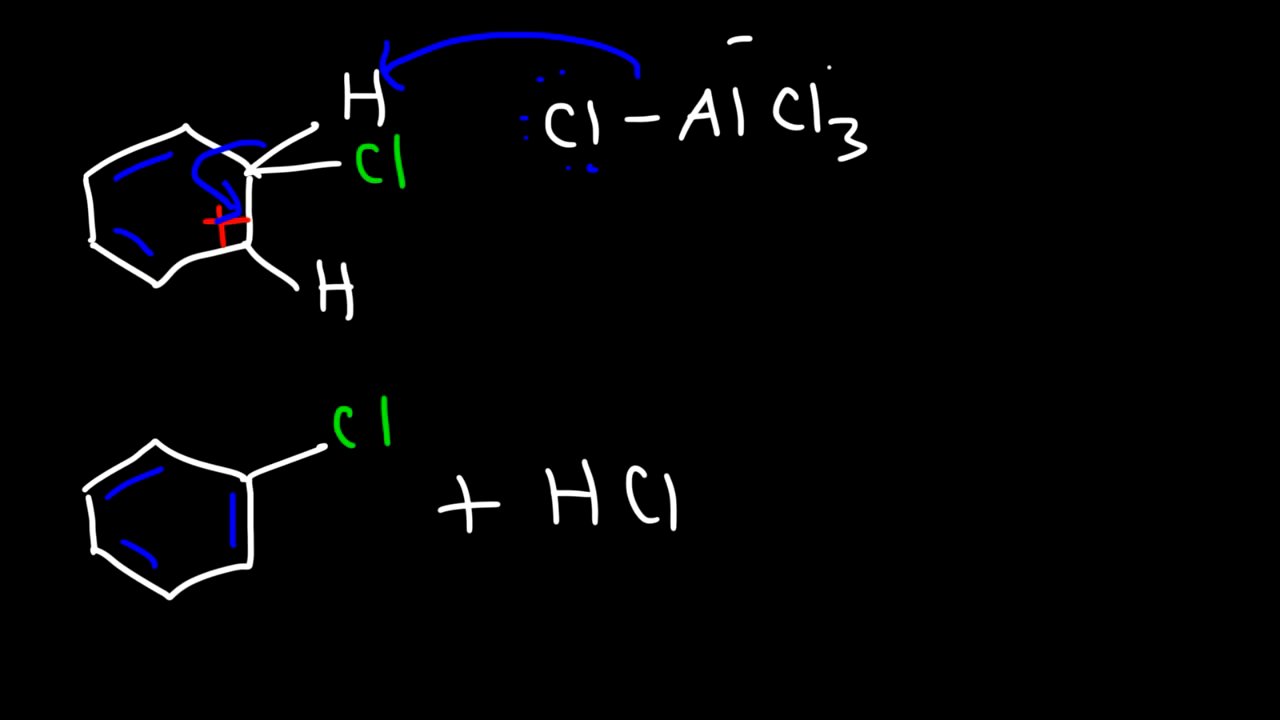 H Cl – AlCl₃ −
Cl
+
H
Cl
+ HCl